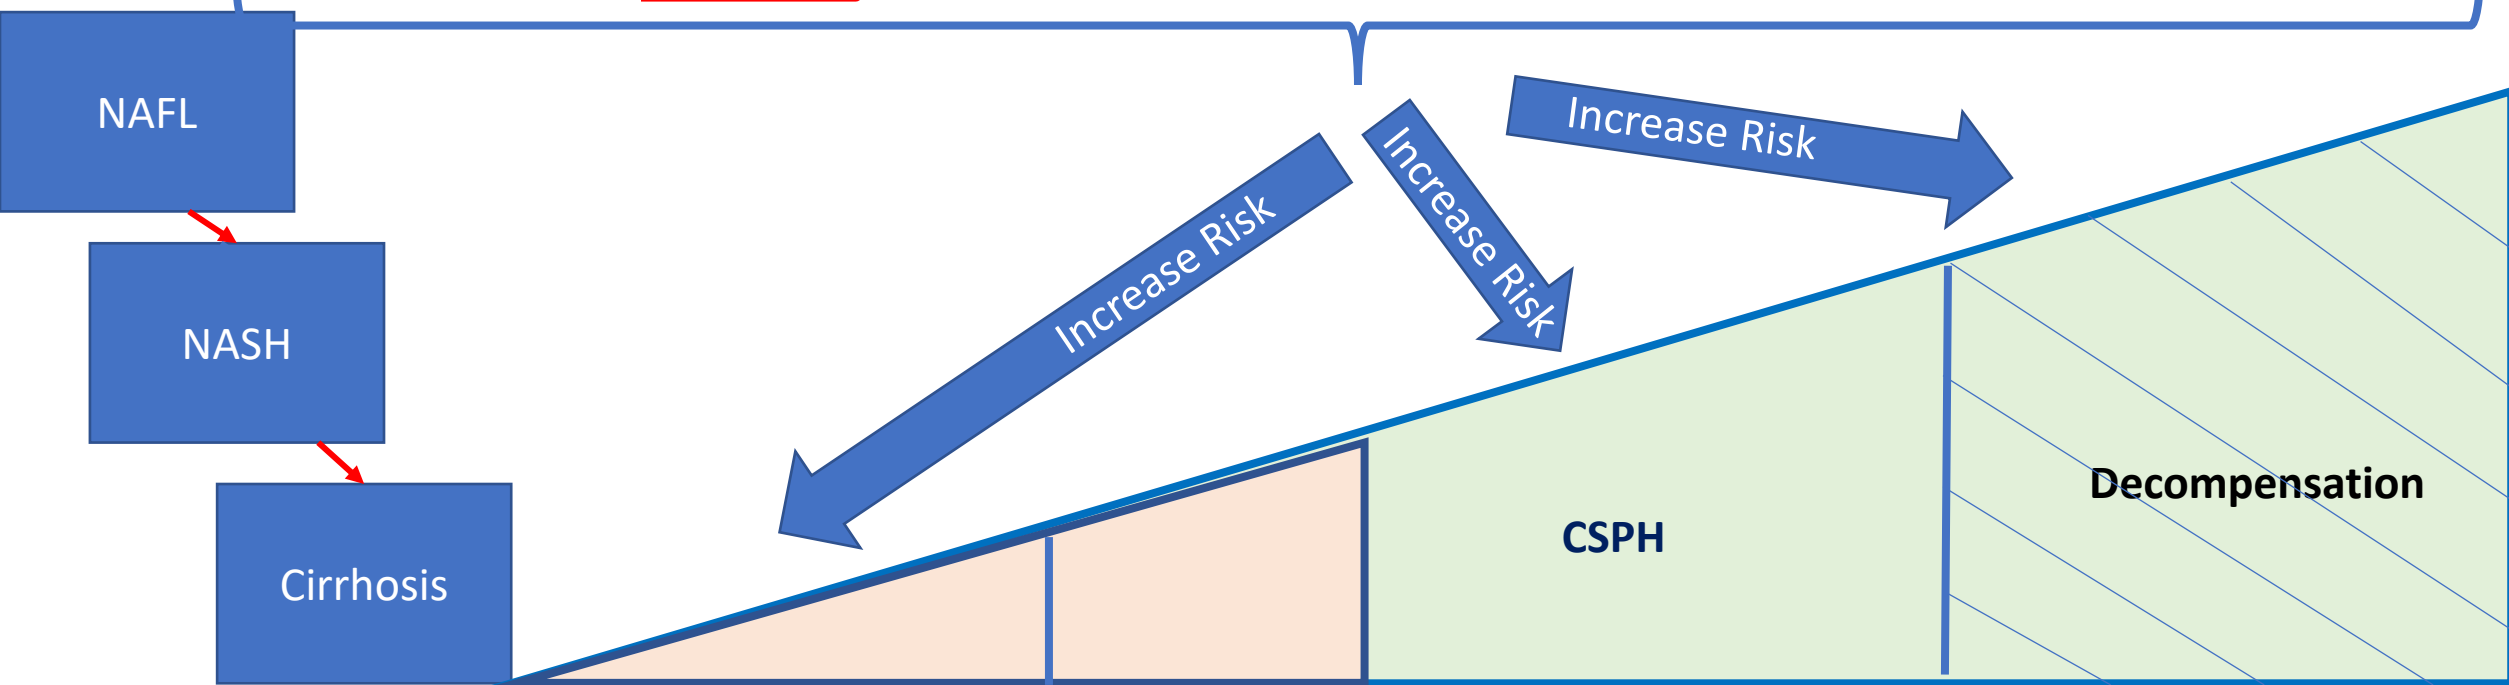 NAFL
Increase Risk
Increase Risk
Increase Risk
NASH
Decompensation
CSPH
Cirrhosis